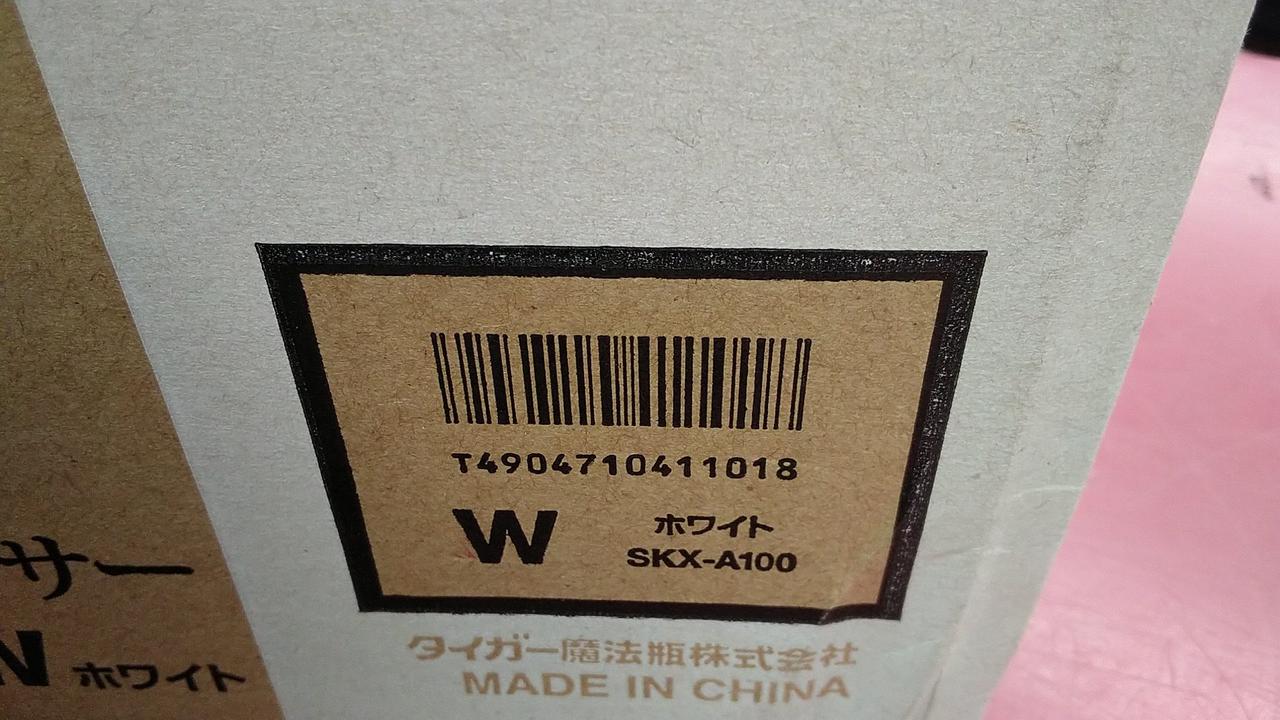 T4904710411018
W ホワイト
SKX-A100
タイガー魔法瓶株式会社
MADE IN CHINA
サー
N ホワイト